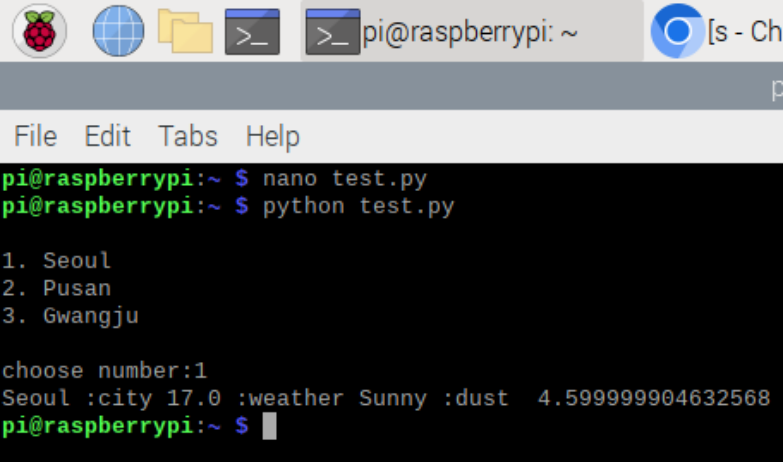 pi@raspberrypi: ~
[s - Ch
p
File Edit Tabs Help
pi@raspberrypi:~ $ nano test.py
pi@raspberrypi:~ $ python test.py
1. Seoul
2. Pusan
3. Gwangju
choose number:1
Seoul :city 17.0 :weather Sunny :dust  4.599999904632568
pi@raspberrypi:~ $